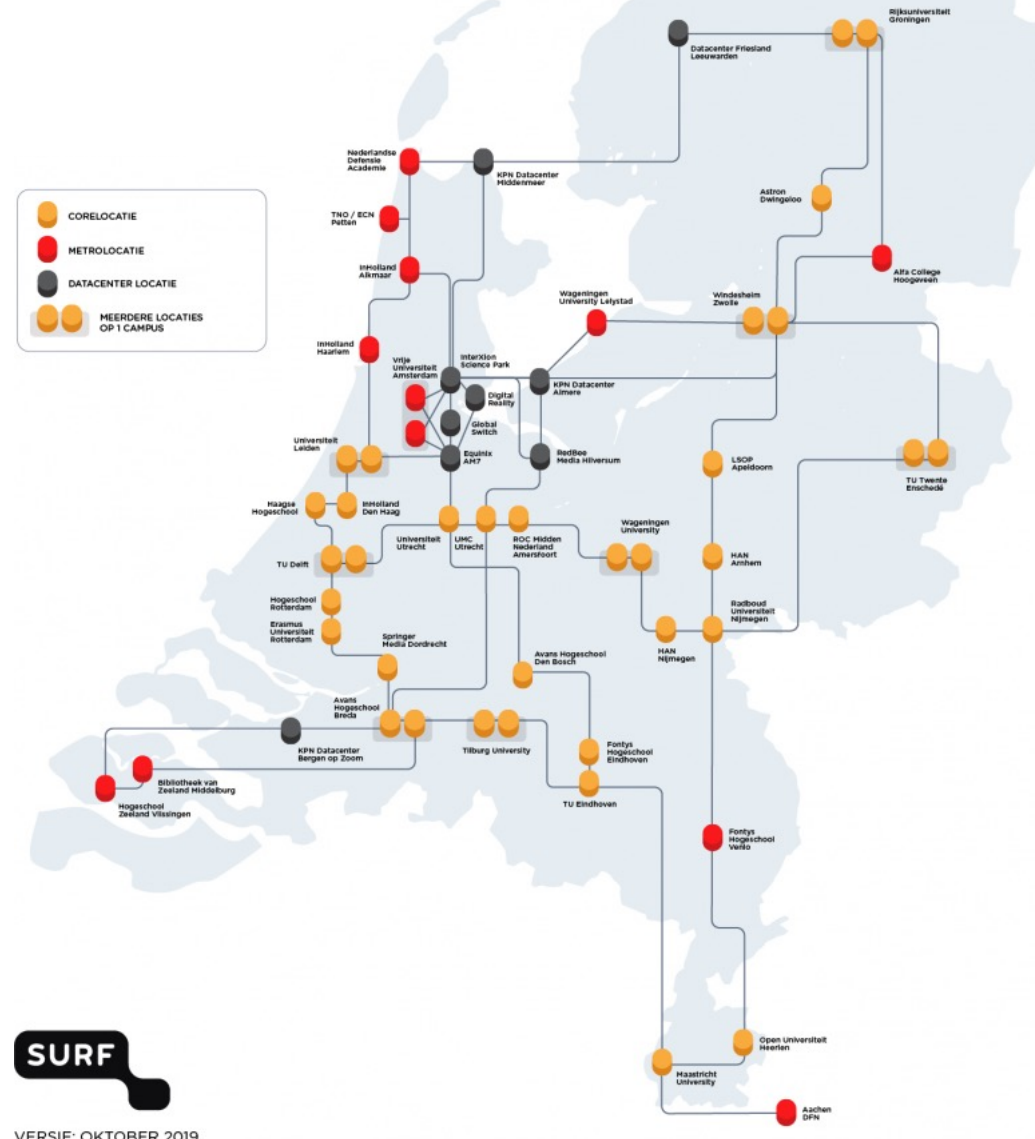 Rijksuniversiteit
Groningen
Datacenter Friesland
Leeuwarden
Nederlandse
Defensie
Academie
KPN Datacenter
Middenmeer
Astron
Dwingeloo
TNO / ECN
Petten
CORELOCATIE
METROLOCATIE
DATACENTER LOCATIE
MEERDERE LOCATIES
OP 1 CAMPUS
InHolland
Alkmaar
Alfa College
Hoogeveen
Wageningen
University Lelystad
Windesheim
Zwolle
InHolland
Haarlem
Vrije
Universiteit
Amsterdam
InterXion
Science Park
KPN Datacenter
Almere
Digital
Reality
Global
Switch
Universiteit
Leiden
Equinix
AM7
RedBee
Media Hilversum
LSOP
Apeldoorn
TU Twente
Enschedé
Haagse
Hogeschool
InHolland
Den Haag
Universiteit
Utrecht
UMC
Utrecht
ROC Midden
Nederland
Amersfoort
Wageningen
University
TU Delft
HAN
Arnhem
Hogeschool
Rotterdam
Erasmus
Universiteit
Rotterdam
Radboud
Universiteit
Nijmegen
HAN
Nijmegen
Springer
Media Dordrecht
Avans Hogeschool
Den Bosch
Avans
Hogeschool
Breda
KPN Datacenter
Bergen op Zoom
Tilburg University
Fontys
Hogeschool
Eindhoven
Bibliotheek van
Zeeland Middelburg
Hogeschool
Zeeland Vlissingen
TU Eindhoven
Fontys
Hogeschool
Venlo
Open Universiteit
Heerlen
Maastricht
University
Aachen
DFN
SURF
VERSIE: OKTOBER 2019